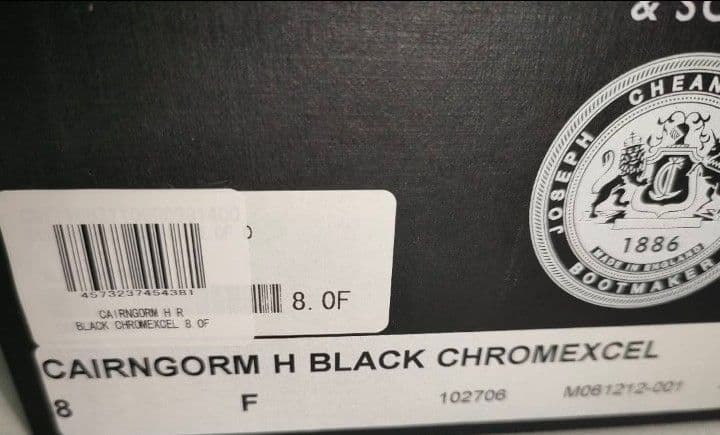 & SO
JOSEPH CHEAN
1886
MADE IN ENGLAND
BOOTMAKER
4573237454381
CAIRNGORM H R
BLACK CHROMEXCEL 8.0F
8.0F
CAIRNGORM H BLACK CHROMEXCEL
8 F 102706 M061212-001